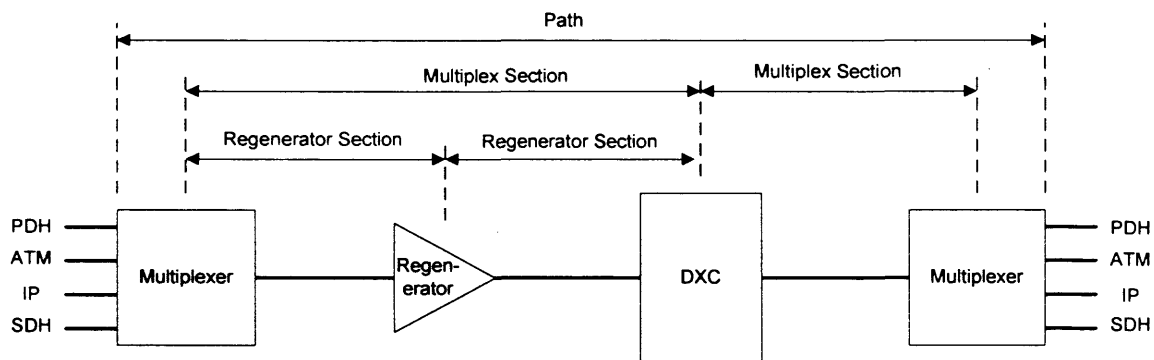 Path
Multiplex Section
Multiplex Section
Regenerator Section
Regenerator Section
PDH
ATM
IP
SDH
Multiplexer
Regen-
erator
DXC
Multiplexer
PDH
ATM
IP
SDH